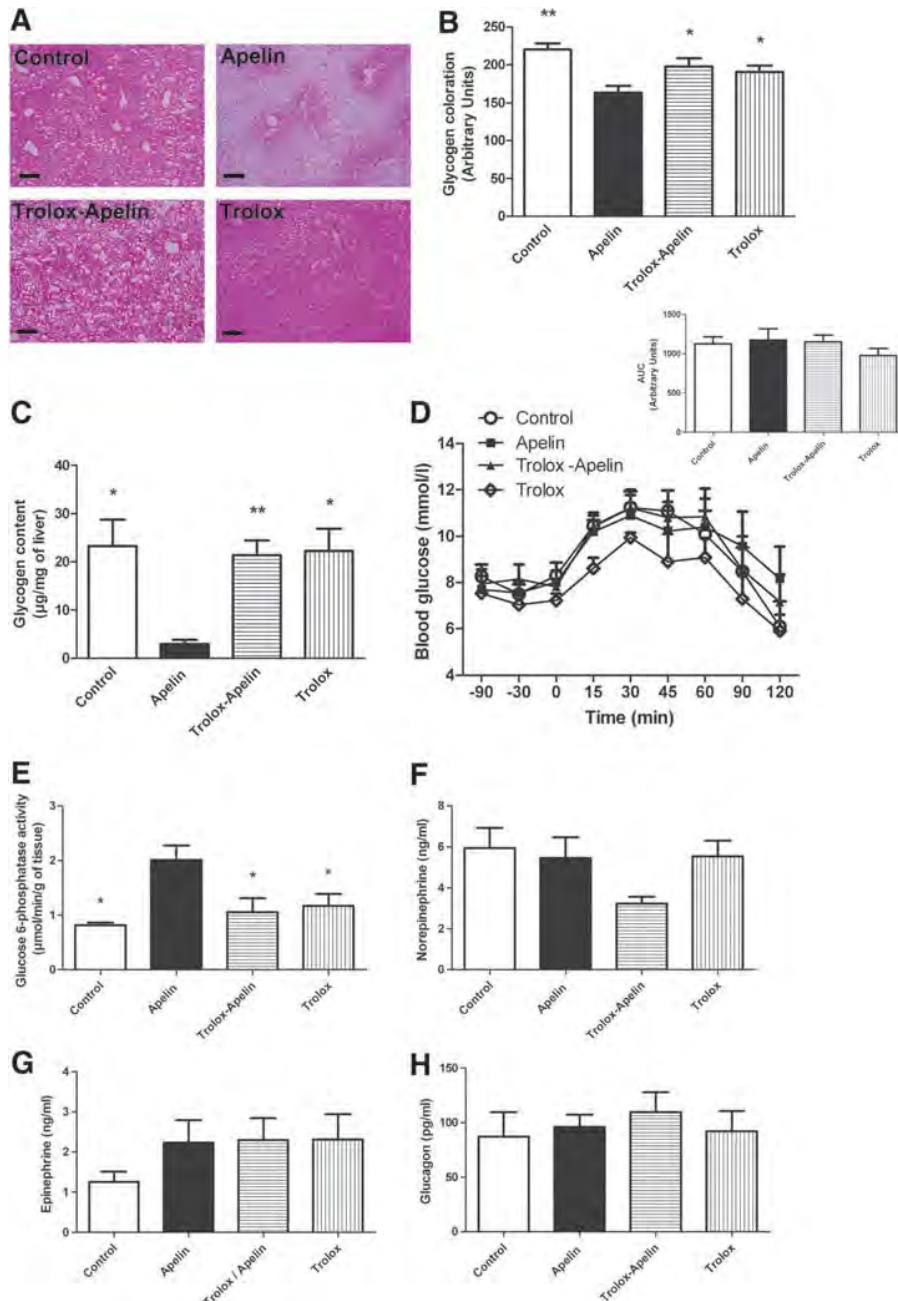 A
Control
Apelin
Trolox-Apelin
Trolox
B
**
*
*
Glycogen coloration
(Arbitrary Units)
250
200
150
100
50
0
Control
Apelin
Trolox-Apelin
Trolox
AUC
(Arbitrary Units)
1500
1000
500
0
Control
Apelin
Trolox-Apelin
Trolox
C
*
**
*
Glycogen content
(µg/mg of liver)
40
30
20
10
0
Control
Apelin
Trolox-Apelin
Trolox
D
Control
Apelin
Trolox -Apelin
Trolox
Blood glucose (mmol/l)
14
12
10
8
6
4
-90 -30 0 15 30 45 60 90 120
Time (min)
E
*
*
*
Glucose 6-phosphatase activity
(µmol/min/g of tissue)
3
2
1
0
Control
Apelin
Trolox-Apelin
Trolox
F
Norepinephrine (ng/ml)
8
6
4
2
0
Control
Apelin
Trolox-Apelin
Trolox
G
Epinephrine (ng/ml)
4
3
2
1
0
Control
Apelin
Trolox / Apelin
Trolox
H
Glucagon (pg/ml)
150
100
50
0
Control
Apelin
Trolox-Apelin
Trolox